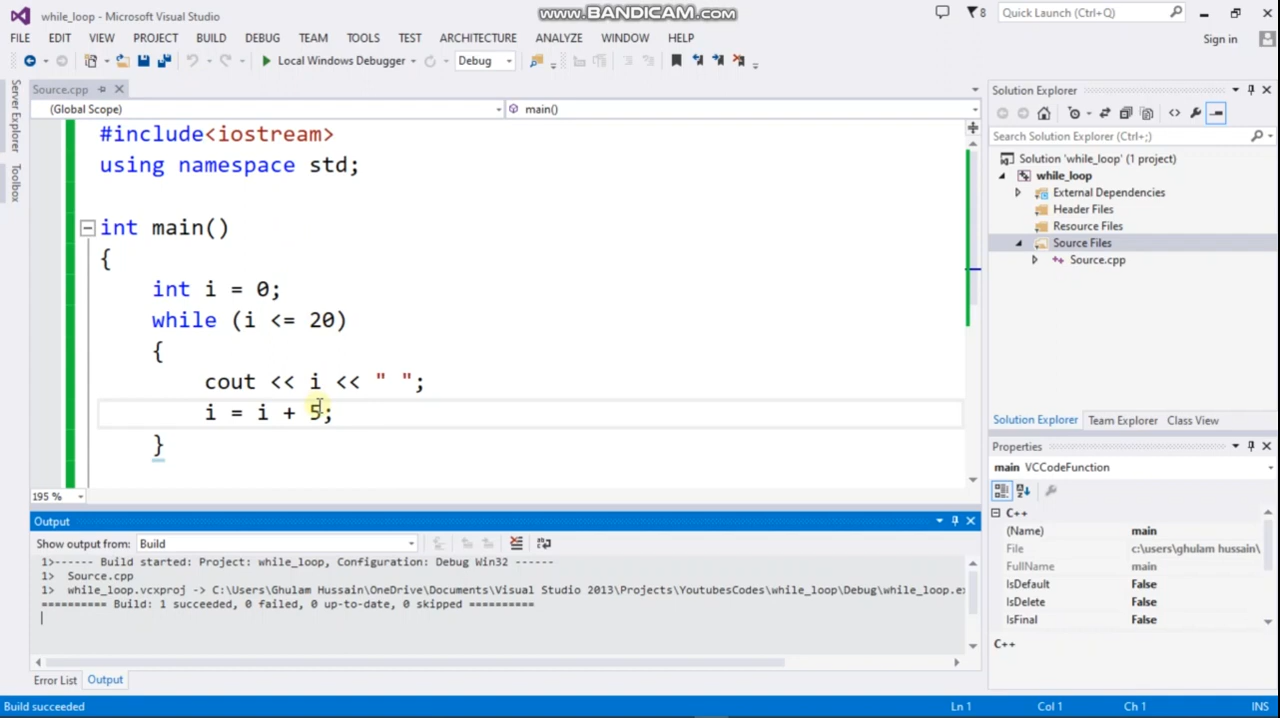 while_loop - Microsoft Visual Studio
www.BANDICAM.com
8
Quick Launch (Ctrl+Q)
FILE EDIT VIEW PROJECT BUILD DEBUG TEAM TOOLS TEST ARCHITECTURE ANALYZE WINDOW HELP
Sign in
Local Windows Debugger
Debug
Server Explorer
Toolbox
Source.cpp
(Global Scope)
main()
#include<iostream>
using namespace std;
int main()
{
int i = 0;
while (i <= 20)
{
cout << i << " ";
i = i + 5;
}
195 %
Output
Show output from: Build
1>------ Build started: Project: while_loop, Configuration: Debug Win32 ------
1> Source.cpp
1> while_loop.vcxproj -> C:\Users\Ghulam Hussain\OneDrive\Documents\Visual Studio 2013\Projects\YoutubesCodes\while_loop\Debug\while_loop.e
========== Build: 1 succeeded, 0 failed, 0 up-to-date, 0 skipped ==========
Error List
Output
Solution Explorer
Search Solution Explorer (Ctrl+;)
Solution 'while_loop' (1 project)
while_loop
External Dependencies
Header Files
Resource Files
Source Files
Source.cpp
Solution Explorer Team Explorer Class View
Properties
main VCCodeFunction
C++
(Name) main
File c:\users\ghulam hussain\
FullName main
IsDefault False
IsDelete False
IsFinal False
C++
Build succeeded
Ln 1
Col 1
Ch 1
INS